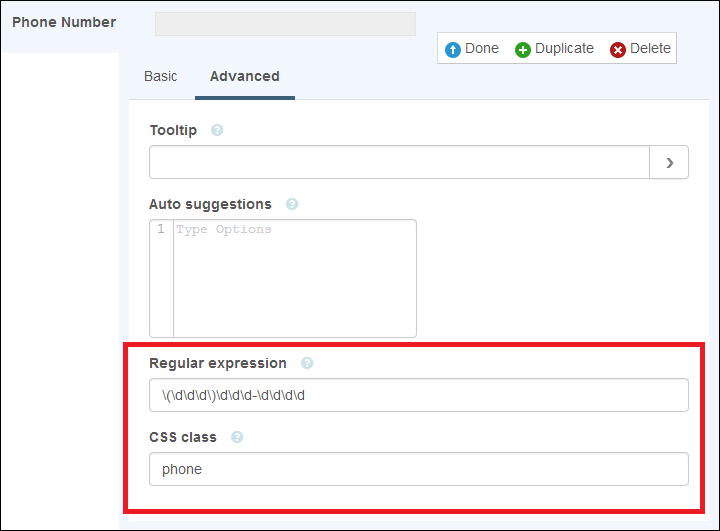 Phone Number
Done Duplicate Delete
Basic Advanced
Tooltip ?
Auto suggestions ?
1 Type Options
Regular expression ?
\(\d\d\d\)\d\d\d-\d\d\d\d
CSS class ?
phone